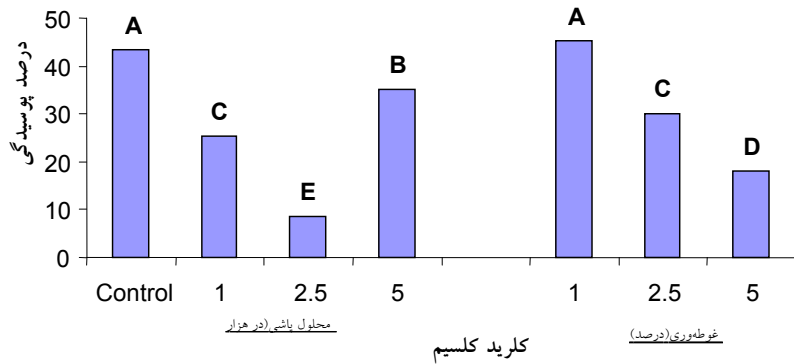 درصد پوسیدگی
50
40
30
20
10
0
A
C
E
B
A
C
D
Control 1 2.5 5 1 2.5 5
محلول پاشی(در هزار
غوطه‌وری(درصد)
کلرید کلسیم